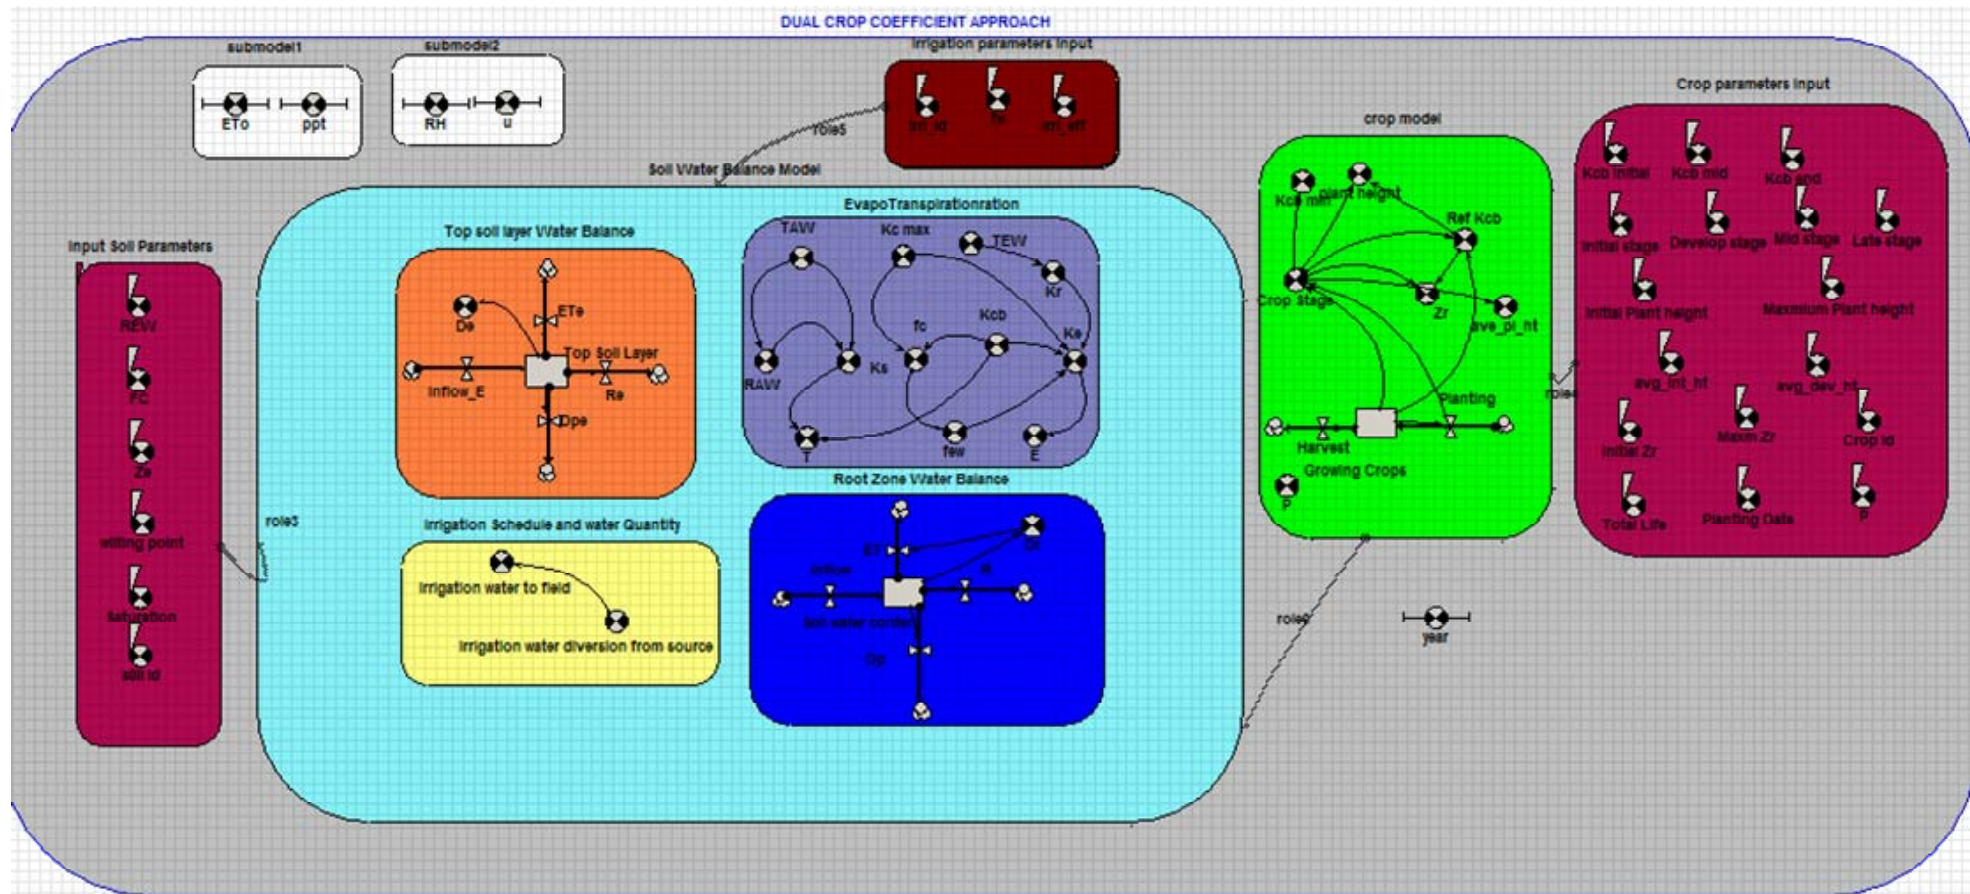 DUAL CROP COEFFICIENT APPROACH
submodel1
submodel2
Irrigation parameters Input
ETo
ppt
RH
u
irri_id
fw
irri_eff
role5
Crop parameters Input
crop model
Soil Water Balance Model
Kcb initial
Kcb mid
Kcb end
Kcb min
plant height
EvapoTranspirationration
Input Soil Parameters
Top soil layer Water Balance
TAW
Kc max
TEW
Ref Kcb
Initial stage
Develop stage
Mid stage
Late stage
Kr
REW
De
ETe
Crop Stage
Zr
ave_pl_ht
Initial Plant height
Maxmium Plant height
fc
Kcb
Ke
Top Soil Layer
RAW
Ks
Inflow_E
Re
FC
avg_int_ht
avg_dev_ht
role4
Planting
Dpe
Harvest
Initial Zr
Maxm Zr
Crop id
T
few
E
Ze
Growing Crops
Root Zone Water Balance
P
Total Life
Planting Date
p
role3
Irrigation Schedule and water Quantity
wilting point
ET
Inflow
R
Irrigation water to field
Saturation
Dp
Irrigation water diversion from source
soil id
year